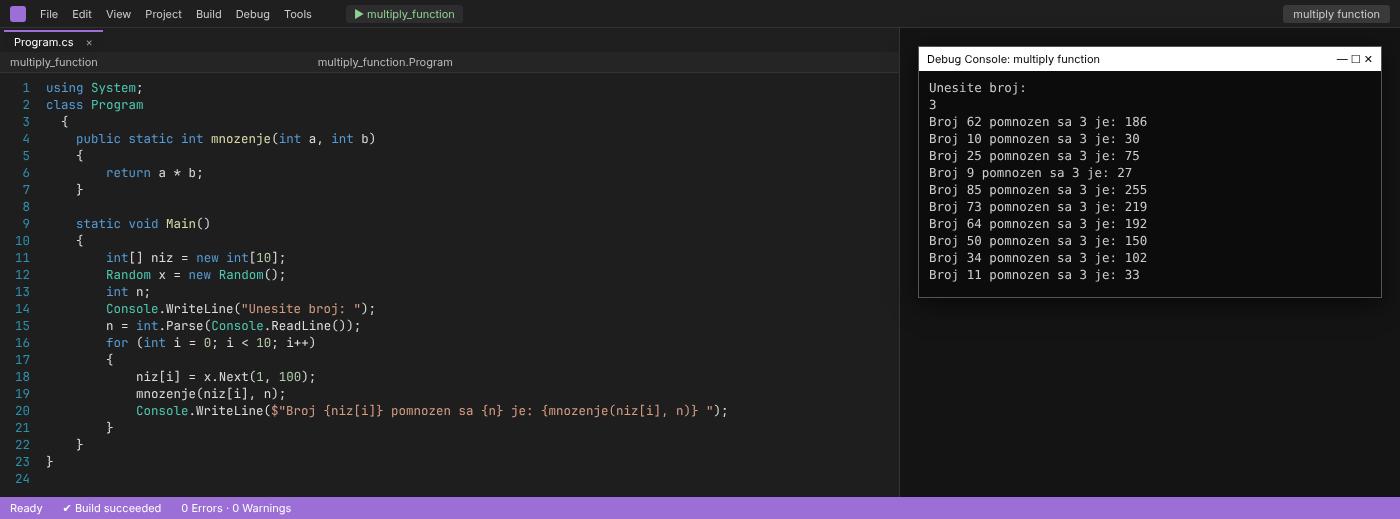 File Edit View Project Build Debug Tools ▶ multiply_function multiply function
Program.cs ×
multiply_function multiply_function.Program
1 using System;
2 class Program
3   {
4     public static int mnozenje(int a, int b)
5     {
6         return a * b;
7     }
8
9     static void Main()
10     {
11         int[] niz = new int[10];
12         Random x = new Random();
13         int n;
14         Console.WriteLine("Unesite broj: ");
15         n = int.Parse(Console.ReadLine());
16         for (int i = 0; i < 10; i++)
17         {
18             niz[i] = x.Next(1, 100);
19             mnozenje(niz[i], n);
20             Console.WriteLine($"Broj {niz[i]} pomnozen sa {n} je: {mnozenje(niz[i], n)} ");
21         }
22     }
23 }
24
Debug Console: multiply function — ☐ ✕
Unesite broj:
3
Broj 62 pomnozen sa 3 je: 186
Broj 10 pomnozen sa 3 je: 30
Broj 25 pomnozen sa 3 je: 75
Broj 9 pomnozen sa 3 je: 27
Broj 85 pomnozen sa 3 je: 255
Broj 73 pomnozen sa 3 je: 219
Broj 64 pomnozen sa 3 je: 192
Broj 50 pomnozen sa 3 je: 150
Broj 34 pomnozen sa 3 je: 102
Broj 11 pomnozen sa 3 je: 33
Ready ✔ Build succeeded 0 Errors · 0 Warnings